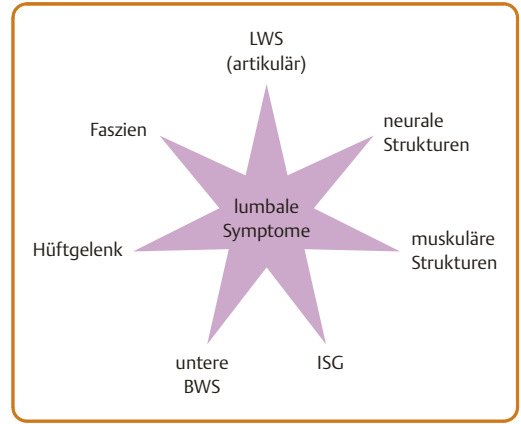 LWS
(artikulär)
neurale
Strukturen
muskuläre
Strukturen
ISG
untere
BWS
Hüftgelenk
Faszien
lumbale
Symptome